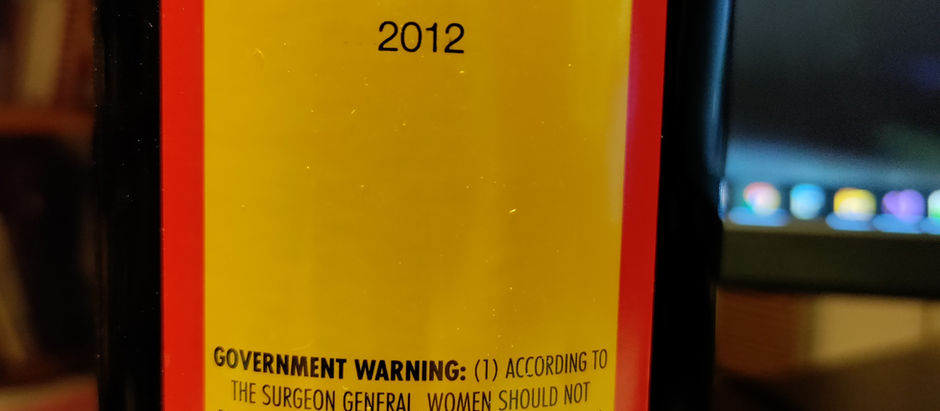 2012
GOVERNMENT WARNING: (1) ACCORDING TO
THE SURGEON GENERAL, WOMEN SHOULD NOT